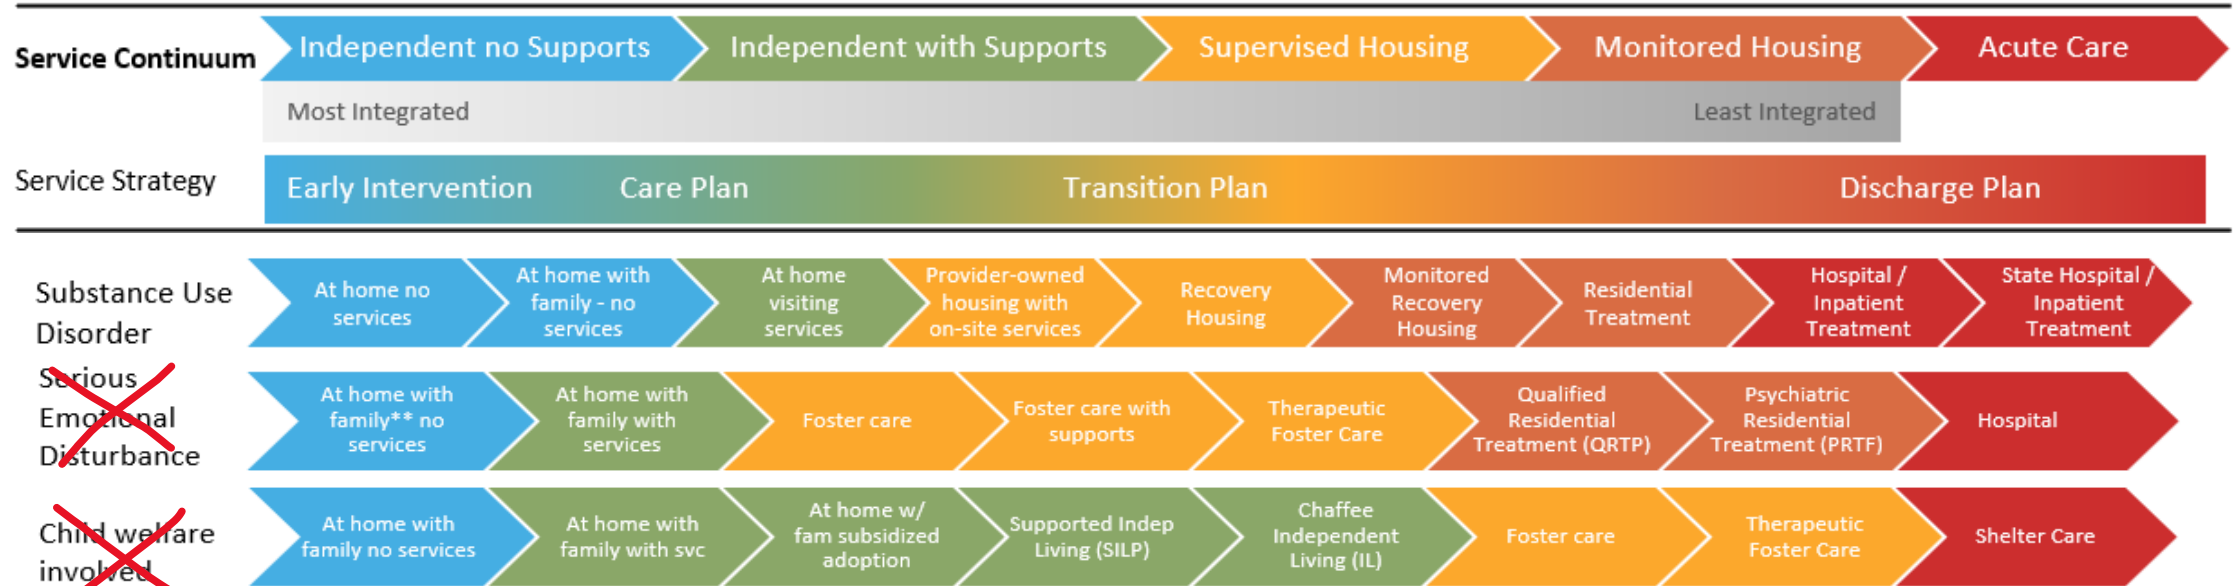 Service Continuum
Independent no Supports
Independent with Supports
Supervised Housing
Monitored Housing
Acute Care
Most Integrated
Least Integrated
Service Strategy
Early Intervention
Care Plan
Transition Plan
Discharge Plan
Substance Use
Disorder
At home no
services
At home with
family - no
services
At home
visiting
services
Provider-owned
housing with
on-site services
Recovery
Housing
Monitored
Recovery
Housing
Residential
Treatment
Hospital /
Inpatient
Treatment
State Hospital /
Inpatient
Treatment
Serious
Emotional
Disturbance
At home with
family** no
services
At home with
family with
services
Foster care
Foster care with
supports
Therapeutic
Foster Care
Qualified
Residential
Treatment (QRTP)
Psychiatric
Residential
Treatment (PRTF)
Hospital
Child welfare
involved
At home with
family no services
At home with
family with svc
At home w/
fam subsidized
adoption
Supported Indep
Living (SILP)
Chaffee
Independent
Living (IL)
Foster care
Therapeutic
Foster Care
Shelter Care